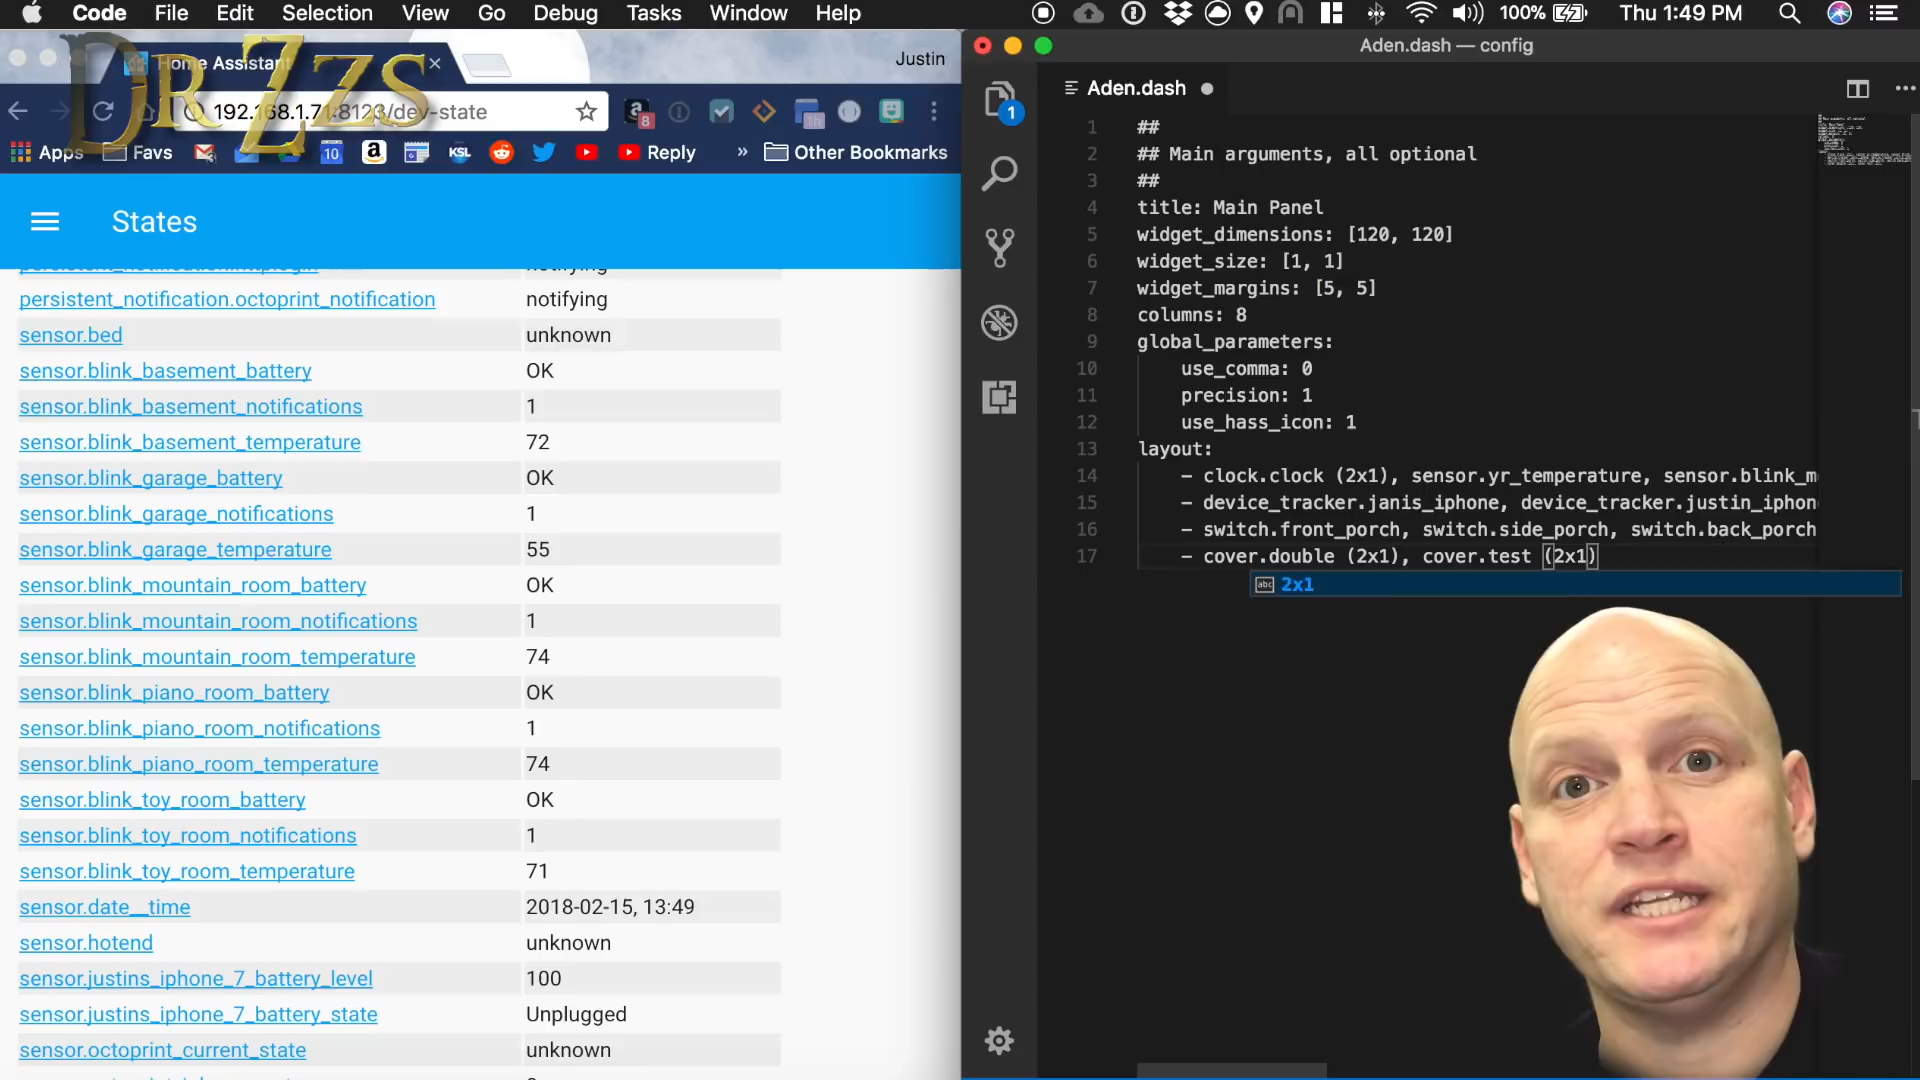 Code File Edit Selection View Go Debug Tasks Window Help
100% Thu 1:49 PM
DrZzs
Home Assistant
Justin
192.168.1.71:8123/dev-state
8
1h
Apps Favs 10 KSL Reply » Other Bookmarks
States
persistent_notification.octoprint_notification notifying
sensor.bed unknown
sensor.blink_basement_battery OK
sensor.blink_basement_notifications 1
sensor.blink_basement_temperature 72
sensor.blink_garage_battery OK
sensor.blink_garage_notifications 1
sensor.blink_garage_temperature 55
sensor.blink_mountain_room_battery OK
sensor.blink_mountain_room_notifications 1
sensor.blink_mountain_room_temperature 74
sensor.blink_piano_room_battery OK
sensor.blink_piano_room_notifications 1
sensor.blink_piano_room_temperature 74
sensor.blink_toy_room_battery OK
sensor.blink_toy_room_notifications 1
sensor.blink_toy_room_temperature 71
sensor.date__time 2018-02-15, 13:49
sensor.hotend unknown
sensor.justins_iphone_7_battery_level 100
sensor.justins_iphone_7_battery_state Unplugged
sensor.octoprint_current_state unknown
Aden.dash — config
1
Aden.dash
1 ##
2 ## Main arguments, all optional
3 ##
4 title: Main Panel
5 widget_dimensions: [120, 120]
6 widget_size: [1, 1]
7 widget_margins: [5, 5]
8 columns: 8
9 global_parameters:
10 use_comma: 0
11 precision: 1
12 use_hass_icon: 1
13 layout:
14 - clock.clock (2x1), sensor.yr_temperature, sensor.blink_m
15 - device_tracker.janis_iphone, device_tracker.justin_iphon
16 - switch.front_porch, switch.side_porch, switch.back_porch
17 - cover.double (2x1), cover.test (2x1)
abc 2x1